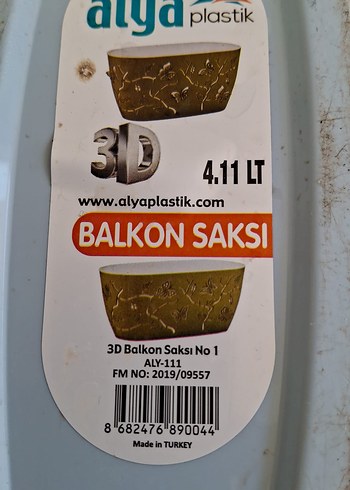 alya
plastik
3D
4.11 LT
www.alyaplastik.com
BALKON SAKSI
3D Balkon Saksı No 1
ALY-111
FM NO: 2019/09557
8 682476 890044
Made in TURKEY